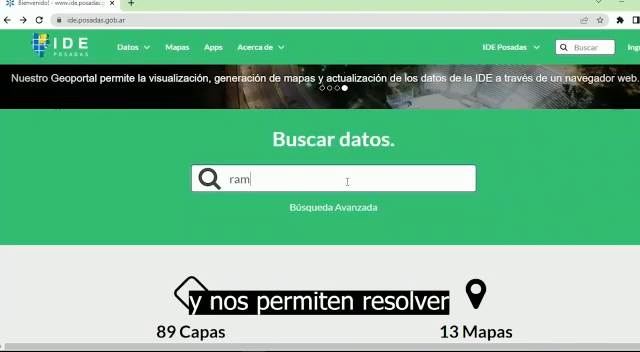 Bienvenido! - www.ide.posadas.g
ide.posadas.gob.ar
IDE
POSADAS
Datos
Mapas
Apps
Acerca de
IDE Posadas
Buscar
Ingr
Nuestro Geoportal permite la visualización, generación de mapas y actualización de los datos de la IDE a través de un navegador web.
Buscar datos.
ram
Búsqueda Avanzada
y nos permiten resolver
89 Capas
13 Mapas